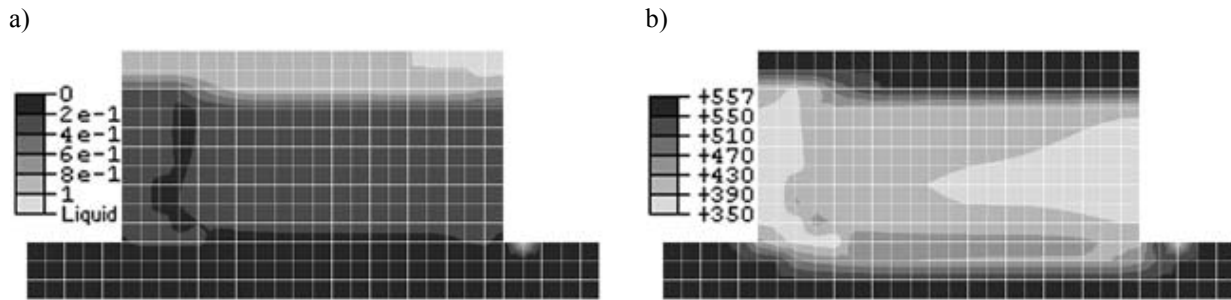 a)
b)
0
2e-1
4e-1
6e-1
8e-1
1
Liquid
+557
+550
+510
+470
+430
+390
+350